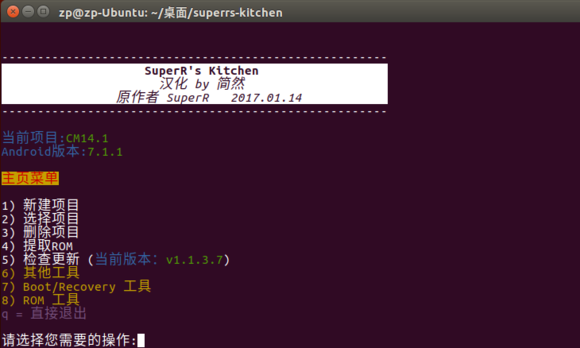 zp@zp-Ubuntu: ~/桌面/superrs-kitchen
------------------------------------------------------
SuperR's Kitchen
汉化 by 简然
原作者 SuperR 2017.01.14
------------------------------------------------------
当前项目:CM14.1
Android版本:7.1.1
主页菜单
1) 新建项目
2) 选择项目
3) 删除项目
4) 提取ROM
5) 检查更新 (当前版本：v1.1.3.7)
6) 其他工具
7) Boot/Recovery 工具
8) ROM 工具
q = 直接退出
请选择您需要的操作: